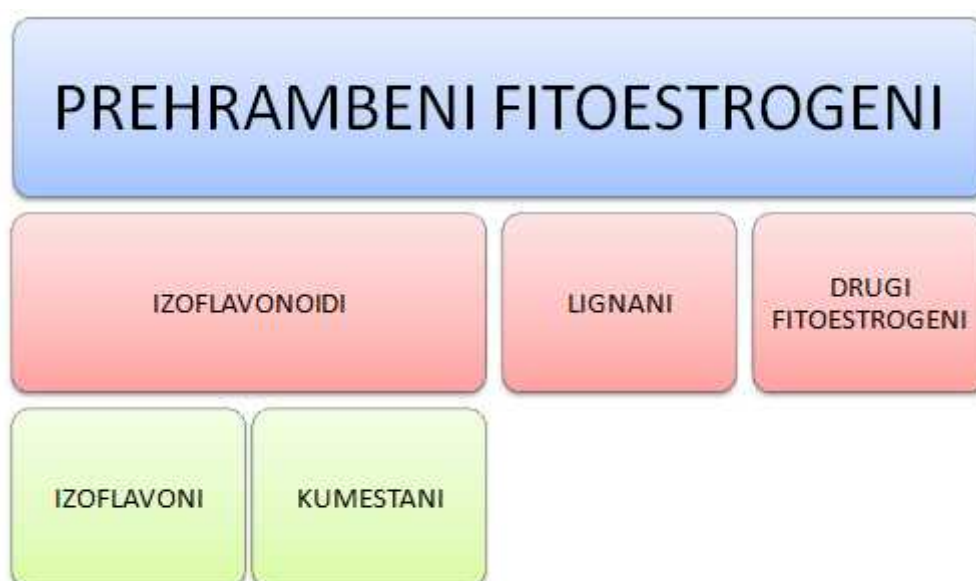 PREHRAMBENI FITOESTROGENI
IZOFLAVONOIDI
LIGNANI
DRUGI
FITOESTROGENI
IZOFLAVONI
KUMESTANI